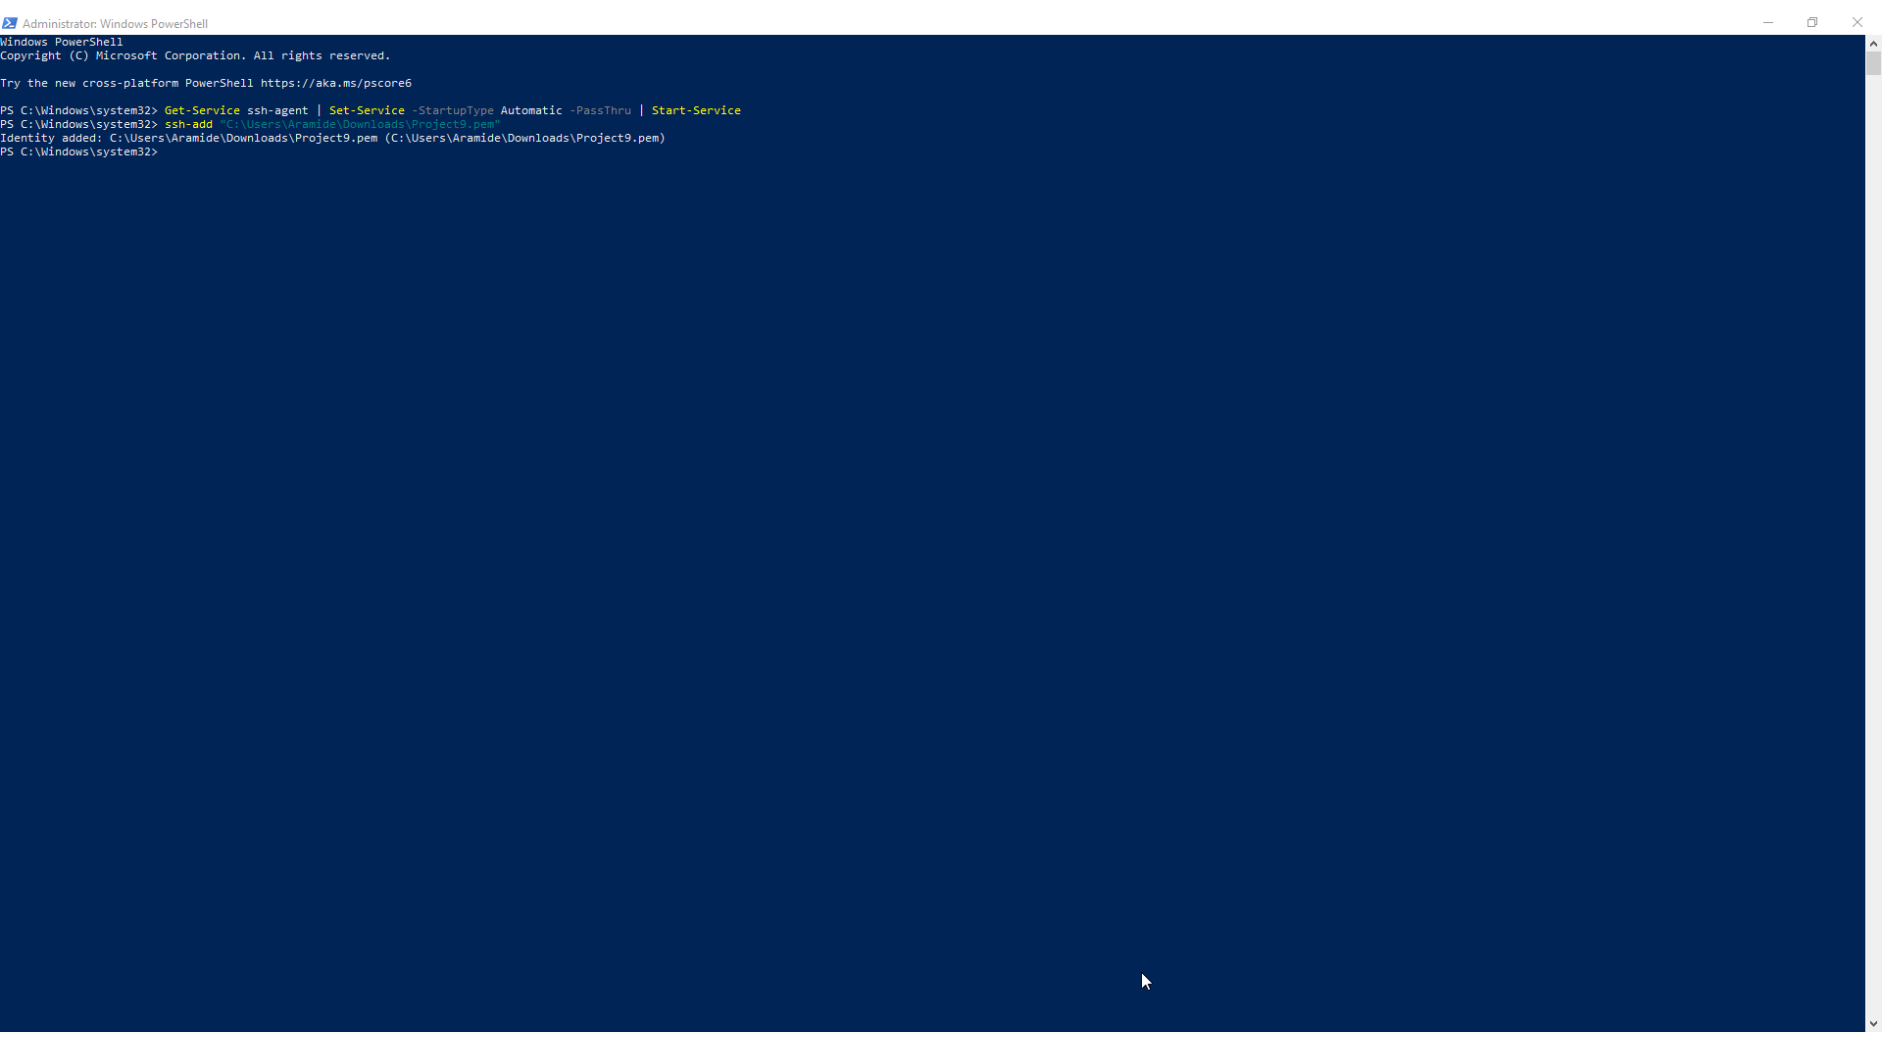 Administrator: Windows PowerShell
Windows PowerShell
Copyright (C) Microsoft Corporation. All rights reserved.
Try the new cross-platform PowerShell https://aka.ms/pscore6
PS C:\Windows\system32> Get-Service ssh-agent | Set-Service -StartupType Automatic -PassThru | Start-Service
PS C:\Windows\system32> ssh-add "C:\Users\Aramide\Downloads\Project9.pem"
Identity added: C:\Users\Aramide\Downloads\Project9.pem (C:\Users\Aramide\Downloads\Project9.pem)
PS C:\Windows\system32>